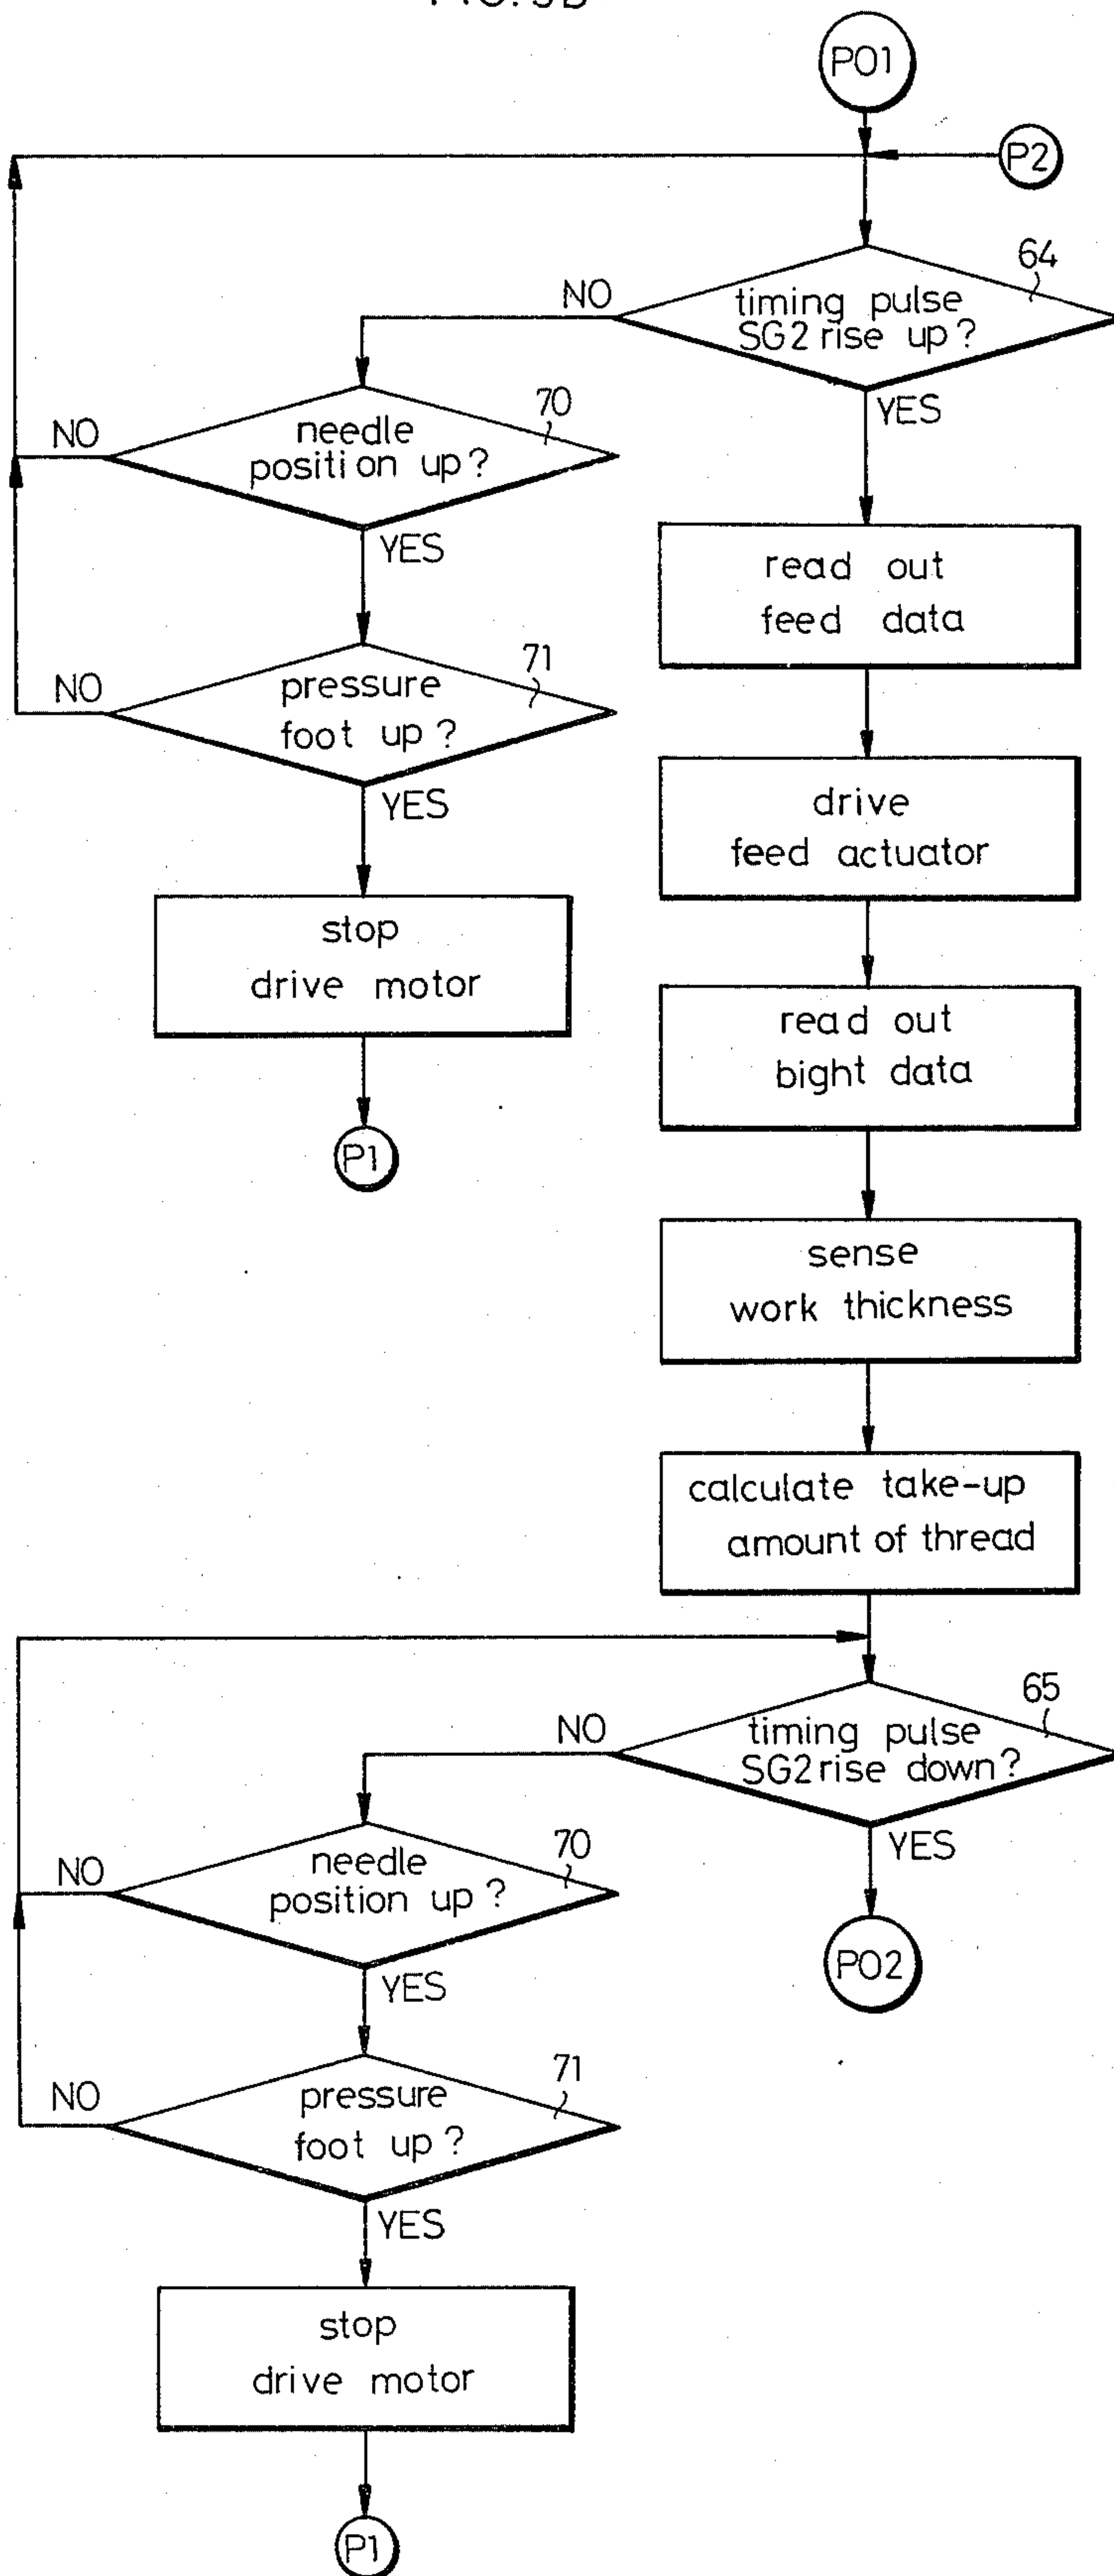 PO1
P2
64
NO
timing pulse
SG2 rise up?
YES
70
NO
needle
position up?
YES
read out
feed data
71
NO
pressure
foot up?
YES
drive
feed actuator
stop
drive motor
read out
bight data
P1
sense
work thickness
calculate take-up
amount of thread
65
NO
timing pulse
SG2 rise down?
YES
70
NO
needle
position up?
YES
PO2
71
NO
pressure
foot up?
YES
stop
drive motor
P1